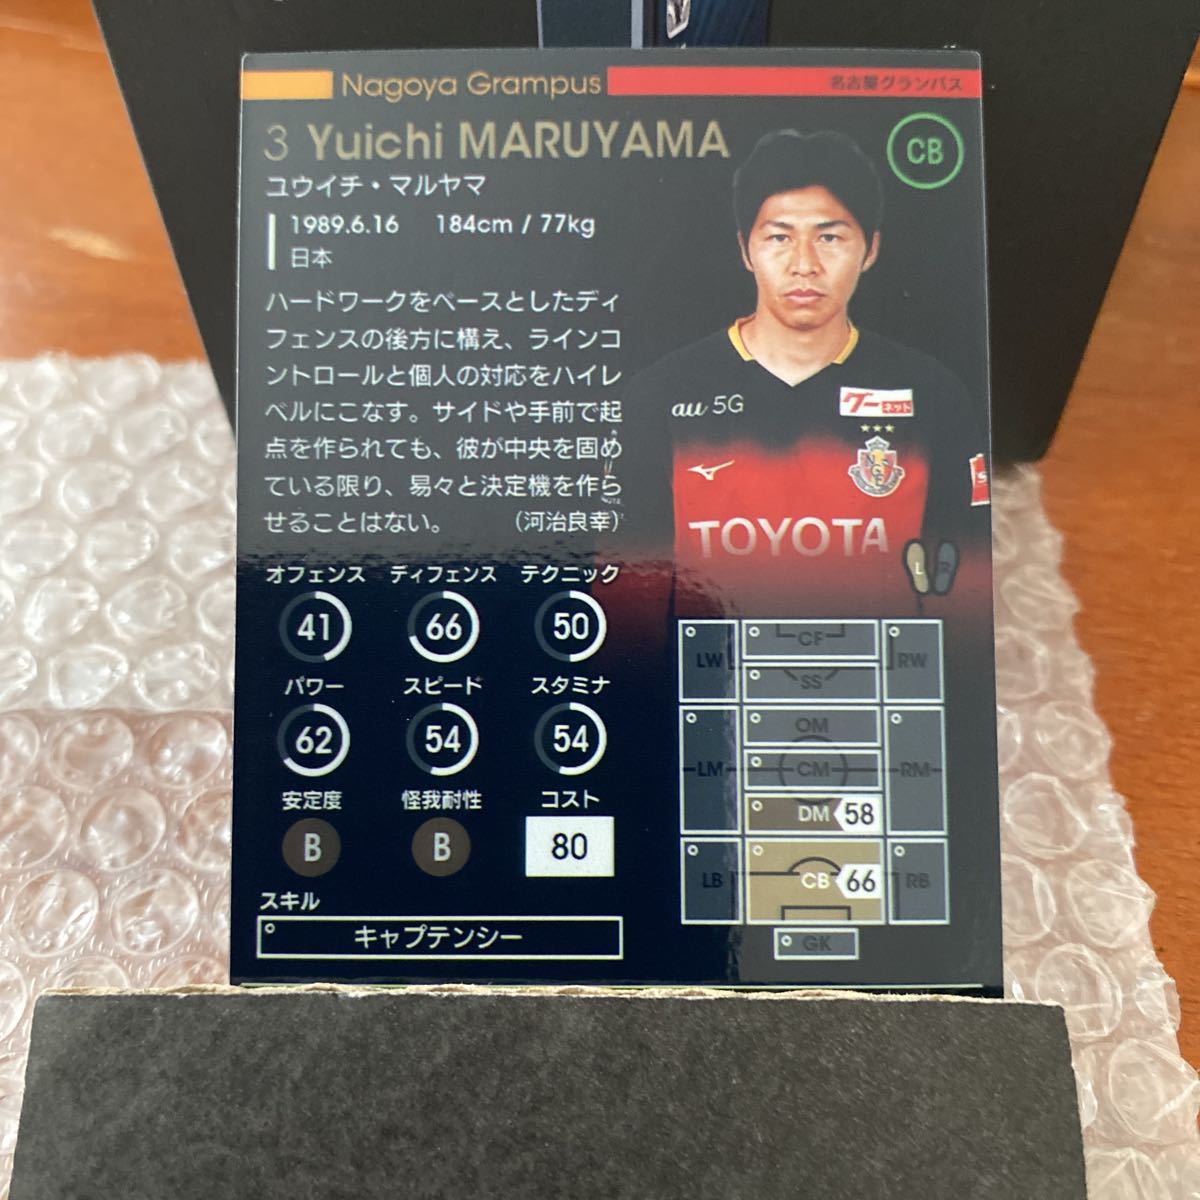 Nagoya Grampus
名古屋グランパス
3 Yuichi MARUYAMA
CB
ユウイチ・マルヤマ
1989.6.16 184cm / 77kg
日本
ハードワークをベースとしたディ
フェンスの後方に構え、ラインコ
ントロールと個人の対応をハイレ
ベルにこなす。サイドや手前で起
点を作られても、彼が中央を固め
ている限り、易々と決定機を作ら
せることはない。 (河治良幸)
au 5G
グーネット
TOYOTA
L R
オフェンス ディフェンス テクニック
41 66 50
パワー スピード スタミナ
62 54 54
安定度 怪我耐性 コスト
B B 80
スキル
キャプテンシー
LW CF RW
SS
OM
LM CM RM
DM 58
LB CB 66 RB
GK